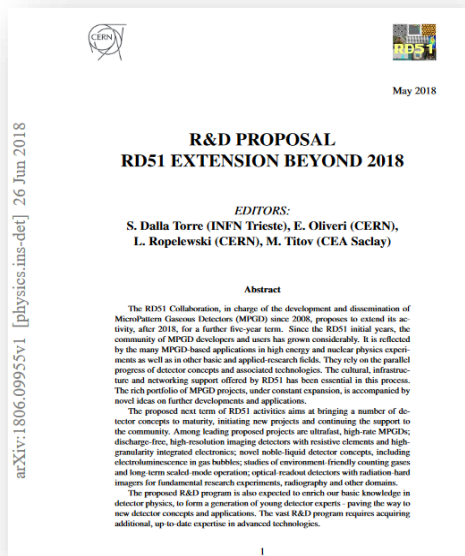 CERN
RD51
May 2018
R&D PROPOSAL
RD51 EXTENSION BEYOND 2018
EDITORS:
S. Dalla Torre (INFN Trieste), E. Oliveri (CERN),
L. Ropelewski (CERN), M. Titov (CEA Saclay)
arXiv:1806.09955v1 [physics.ins-det] 26 Jun 2018
Abstract
The RD51 Collaboration, in charge of the development and dissemination of
MicroPattern Gaseous Detectors (MPGD) since 2008, proposes to extend its ac-
tivity, after 2018, for a further five-year term. Since the RD51 initial years, the
community of MPGD developers and users has grown considerably. It is reflected
by the many MPGD-based applications in high energy and nuclear physics experi-
ments as well as in other basic and applied-research fields. They rely on the parallel
progress of detector concepts and associated technologies. The cultural, infrastruc-
ture and networking support offered by RD51 has been essential in this process.
The rich portfolio of MPGD projects, under constant expansion, is accompanied by
novel ideas on further developments and applications.
The proposed next term of RD51 activities aims at bringing a number of de-
tector concepts to maturity, initiating new projects and continuing the support to
the community. Among leading proposed projects are ultrafast, high-rate MPGDs;
discharge-free, high-resolution imaging detectors with resistive elements and high-
granularity integrated electronics; novel noble-liquid detector concepts, including
electroluminescence in gas bubbles; studies of environment-friendly counting gases
and long-term sealed-mode operation; optical-readout detectors with radiation-hard
imagers for fundamental research experiments, radiography and other domains.
The proposed R&D program is also expected to enrich our basic knowledge in
detector physics, to form a generation of young detector experts - paving the way to
new detector concepts and applications. The vast R&D program requires acquiring
additional, up-to-date expertise in advanced technologies.
1